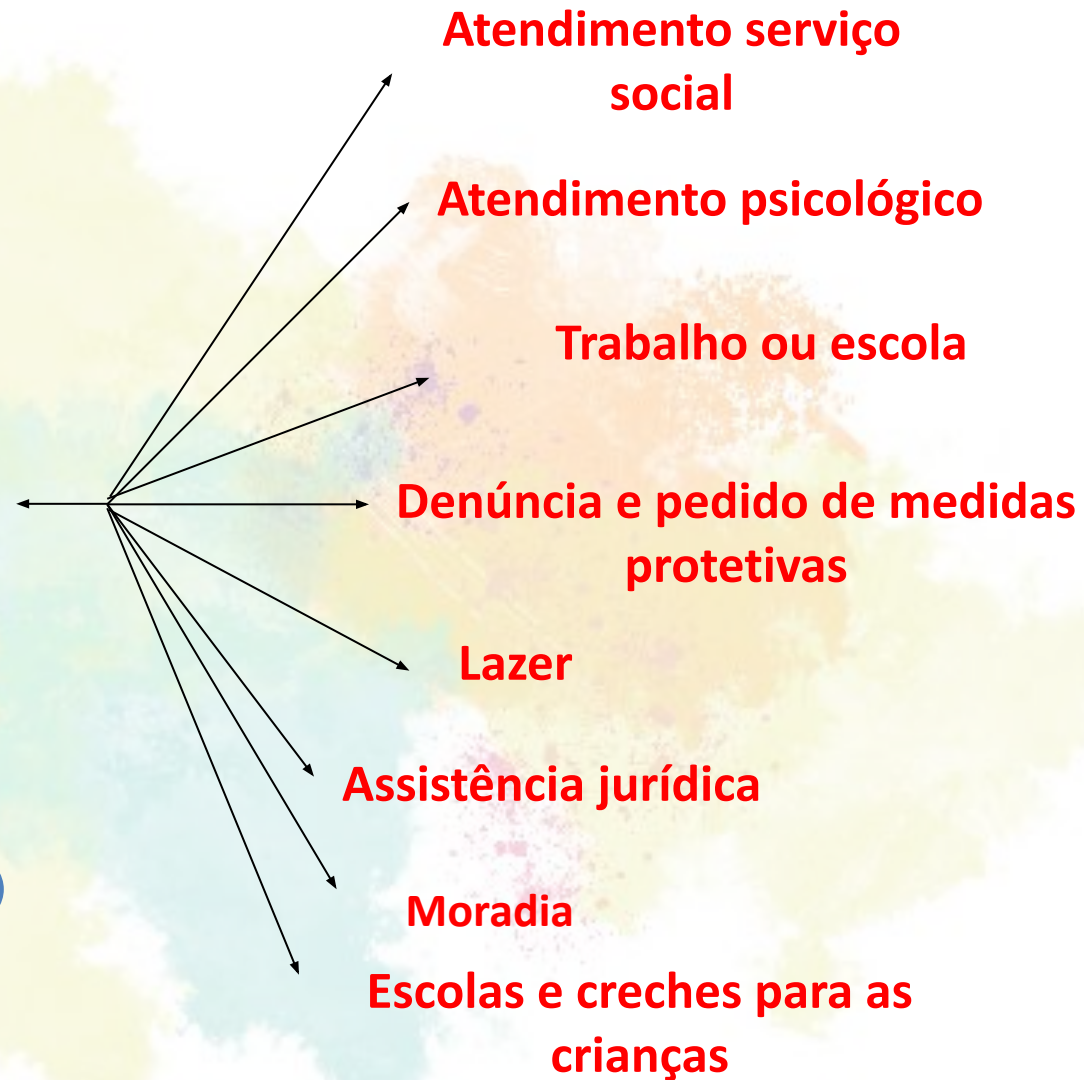 Atendimento serviço
social
Atendimento psicológico
Trabalho ou escola
Denúncia e pedido de medidas
protetivas
Lazer
Assistência jurídica
Moradia
Escolas e creches para as
crianças